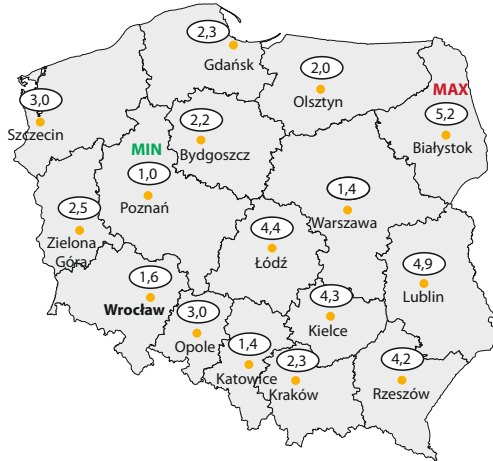 2,3
Gdańsk
2,0
Olsztyn
MAX
5,2
Białystok
3,0
Szczecin
2,2
Bydgoszcz
MIN
1,0
Poznań
1,4
Warszawa
2,5
Zielona
Góra
4,4
Łódź
4,9
Lublin
1,6
Wrocław
3,0
Opole
4,3
Kielce
1,4
Katowice
2,3
Kraków
4,2
Rzeszów